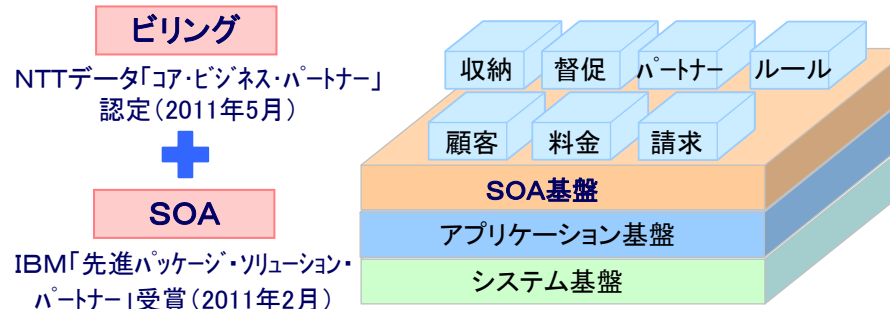 ビリング
NTTデータ「コア・ビジネス・パートナー」
認定(2011年5月)
SOA
IBM「先進パッケージ・ソリューション・
パートナー」受賞(2011年2月)
収納 督促 パートナー ルール
顧客 料金 請求
SOA基盤
アプリケーション基盤
システム基盤